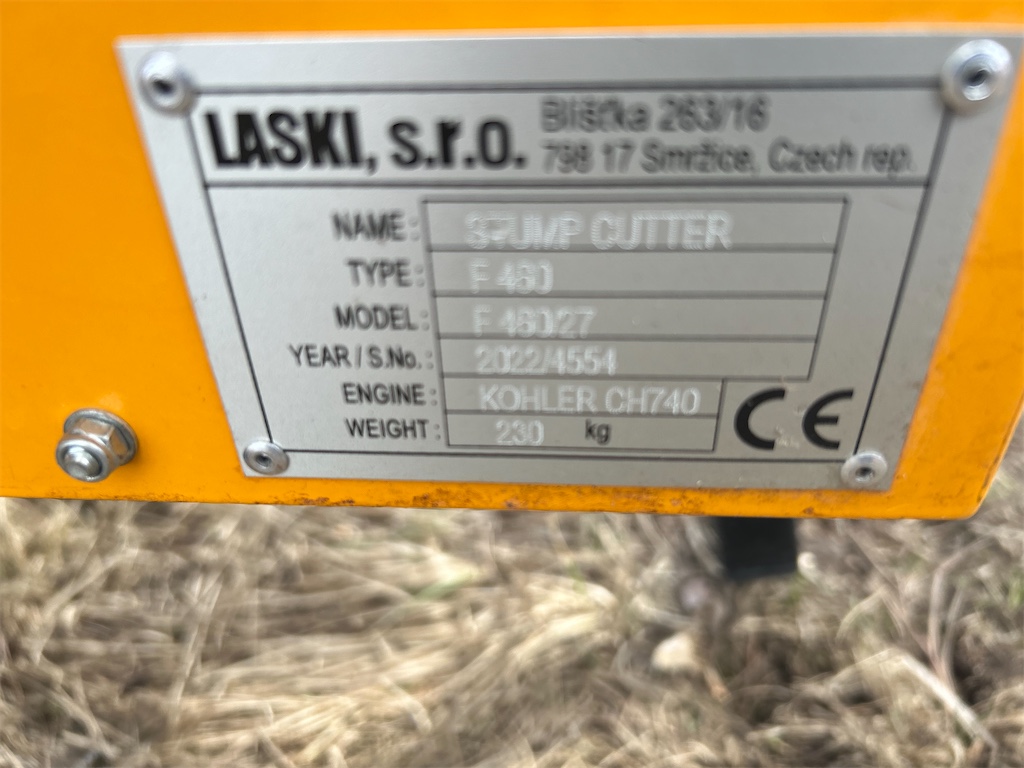 LASKI, s.r.o. Blišťka 263/16
798 17 Smržice, Czech rep.
NAME: STUMP CUTTER
TYPE: F 460
MODEL: F 460/27
YEAR / S.No.: 2022/4554
ENGINE: KOHLER CH740
WEIGHT: 230 kg
CE